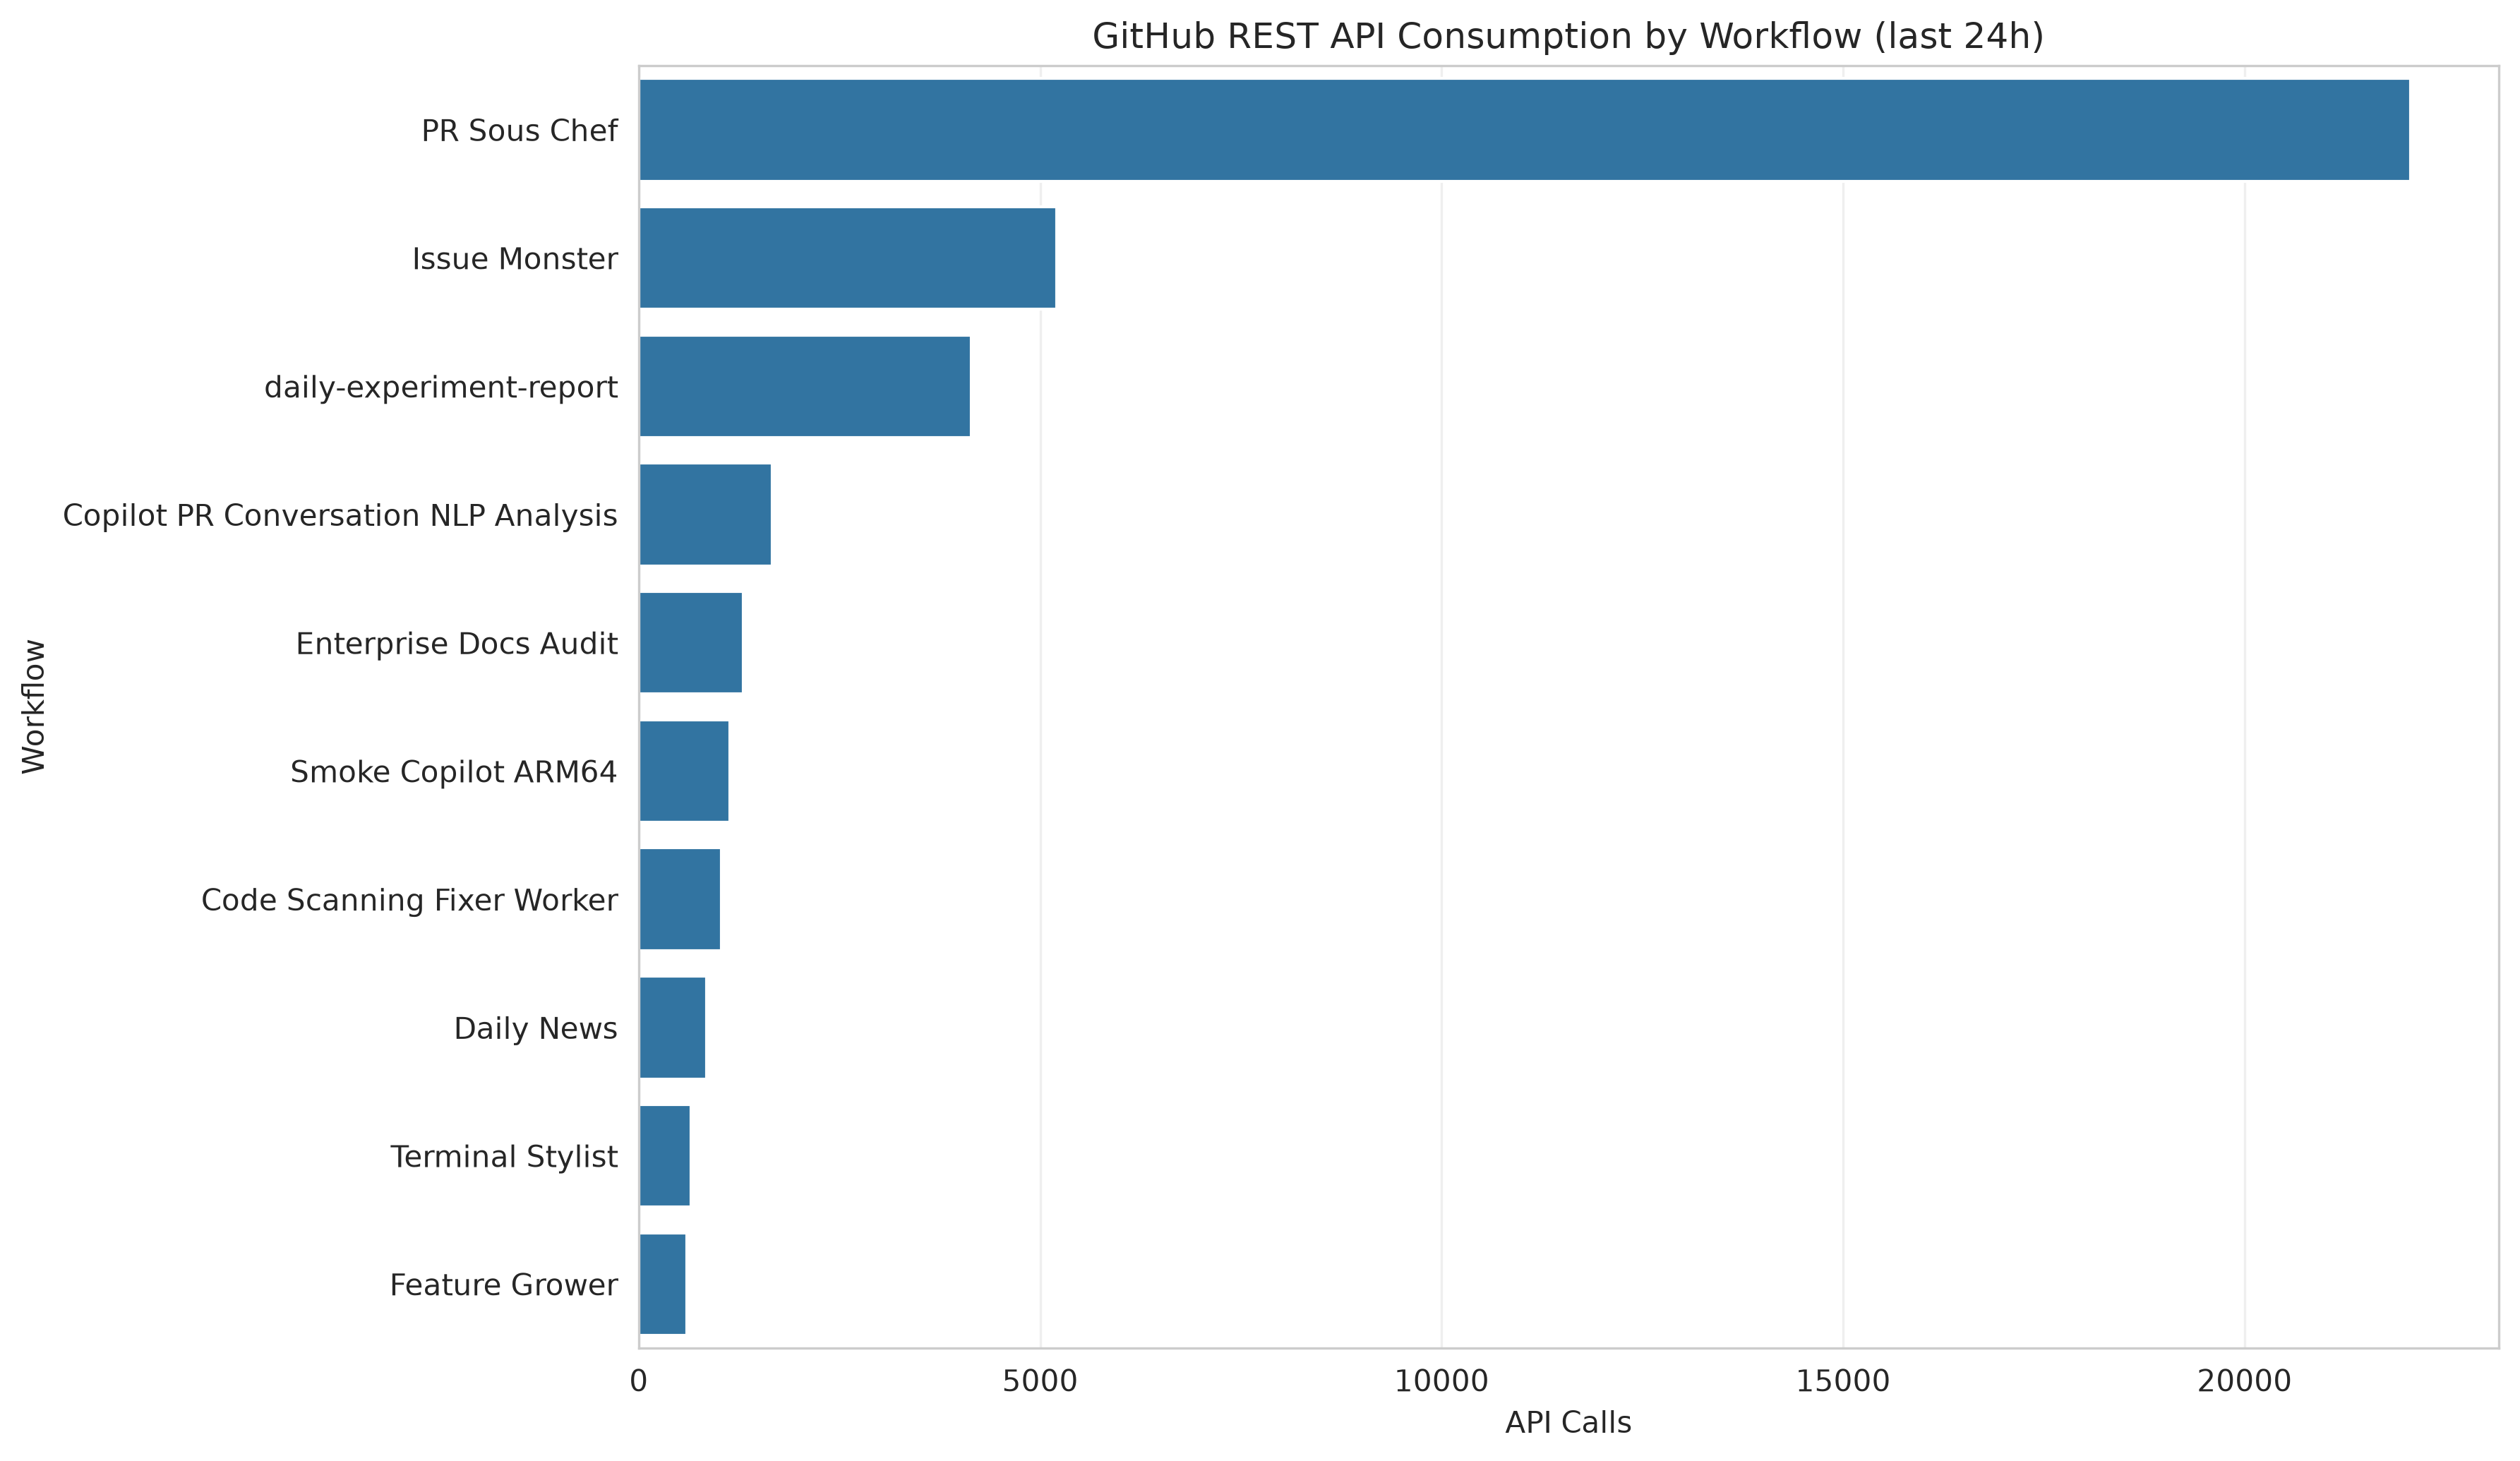 GitHub REST API Consumption by Workflow (last 24h)
Workflow
PR Sous Chef
Issue Monster
daily-experiment-report
Copilot PR Conversation NLP Analysis
Enterprise Docs Audit
Smoke Copilot ARM64
Code Scanning Fixer Worker
Daily News
Terminal Stylist
Feature Grower
0 5000 10000 15000 20000
API Calls